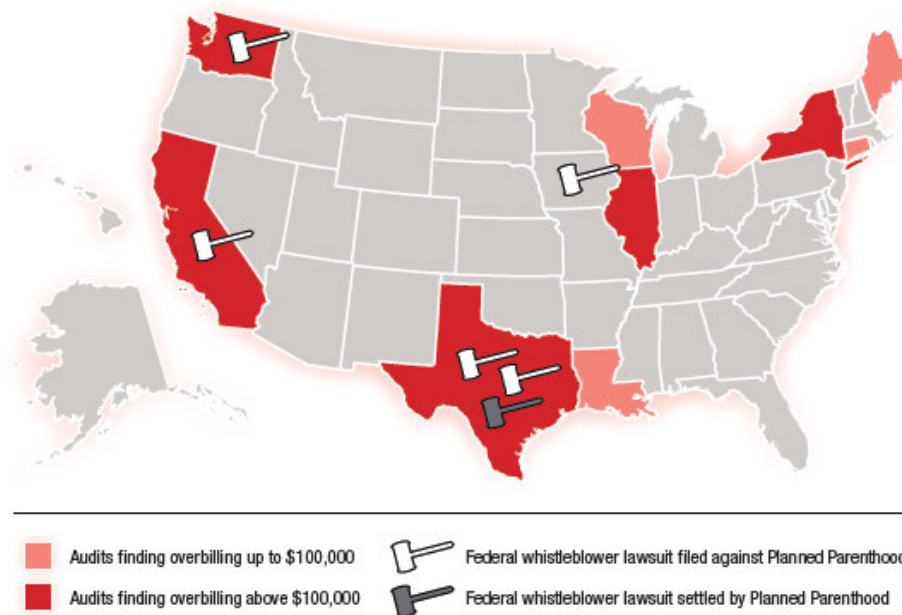 Audits finding overbilling up to $100,000
Federal whistleblower lawsuit filed against Planned Parenthood
Audits finding overbilling above $100,000
Federal whistleblower lawsuit settled by Planned Parenthood